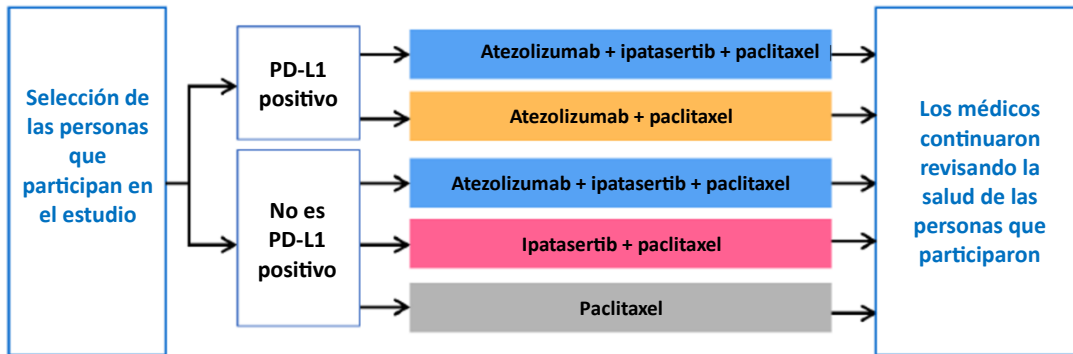 Selección de
las personas
que
participan en
el estudio
PD-L1
positivo
No es
PD-L1
positivo
Atezolizumab + ipatasertib + paclitaxel
Atezolizumab + paclitaxel
Atezolizumab + ipatasertib + paclitaxel
Ipatasertib + paclitaxel
Paclitaxel
Los médicos
continuaron
revisando la
salud de las
personas que
participaron